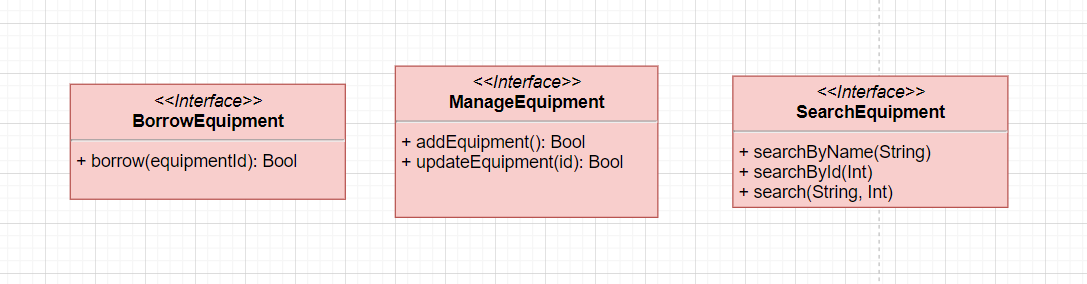 <<Interface>>
BorrowEquipment
+ borrow(equipmentId): Bool
<<Interface>>
ManageEquipment
+ addEquipment(): Bool
+ updateEquipment(id): Bool
<<Interface>>
SearchEquipment
+ searchByName(String)
+ searchById(Int)
+ search(String, Int)